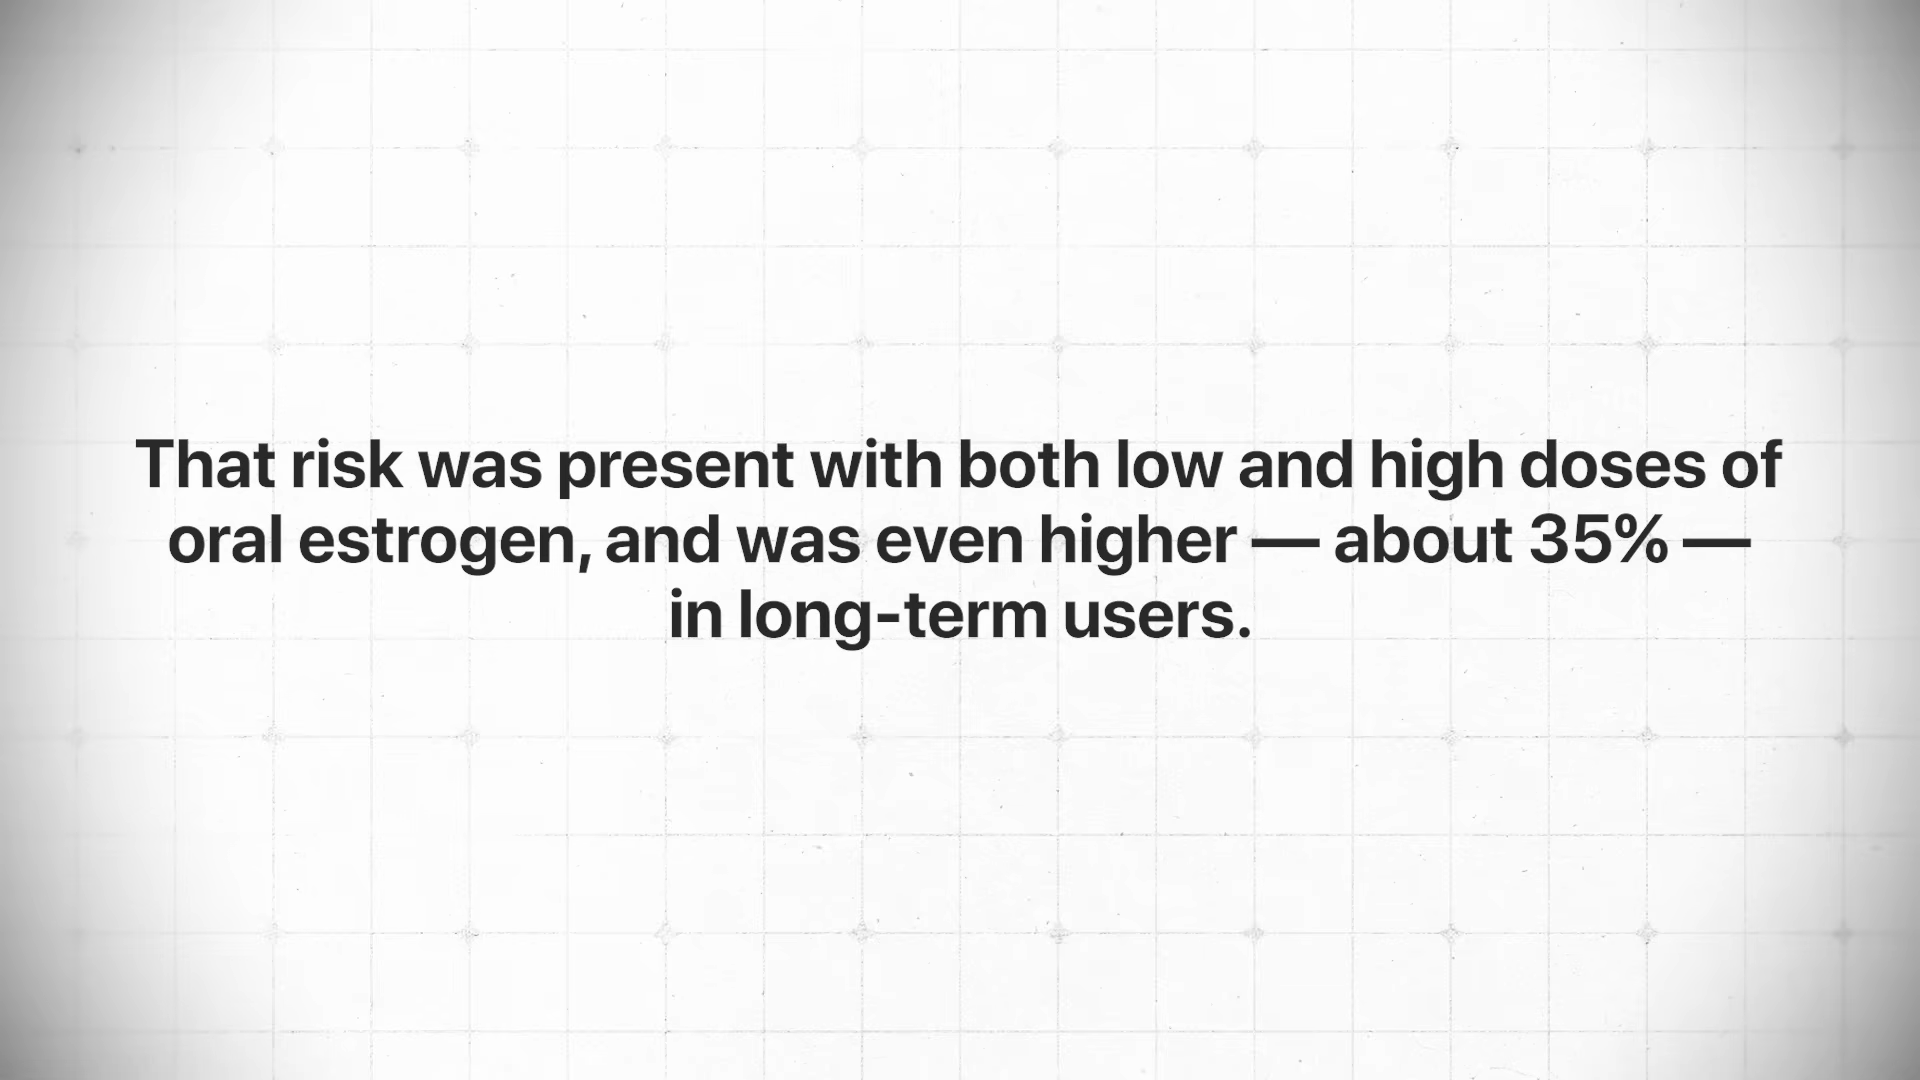 That risk was present with both low and high doses of
oral estrogen, and was even higher — about 35% —
in long-term users.